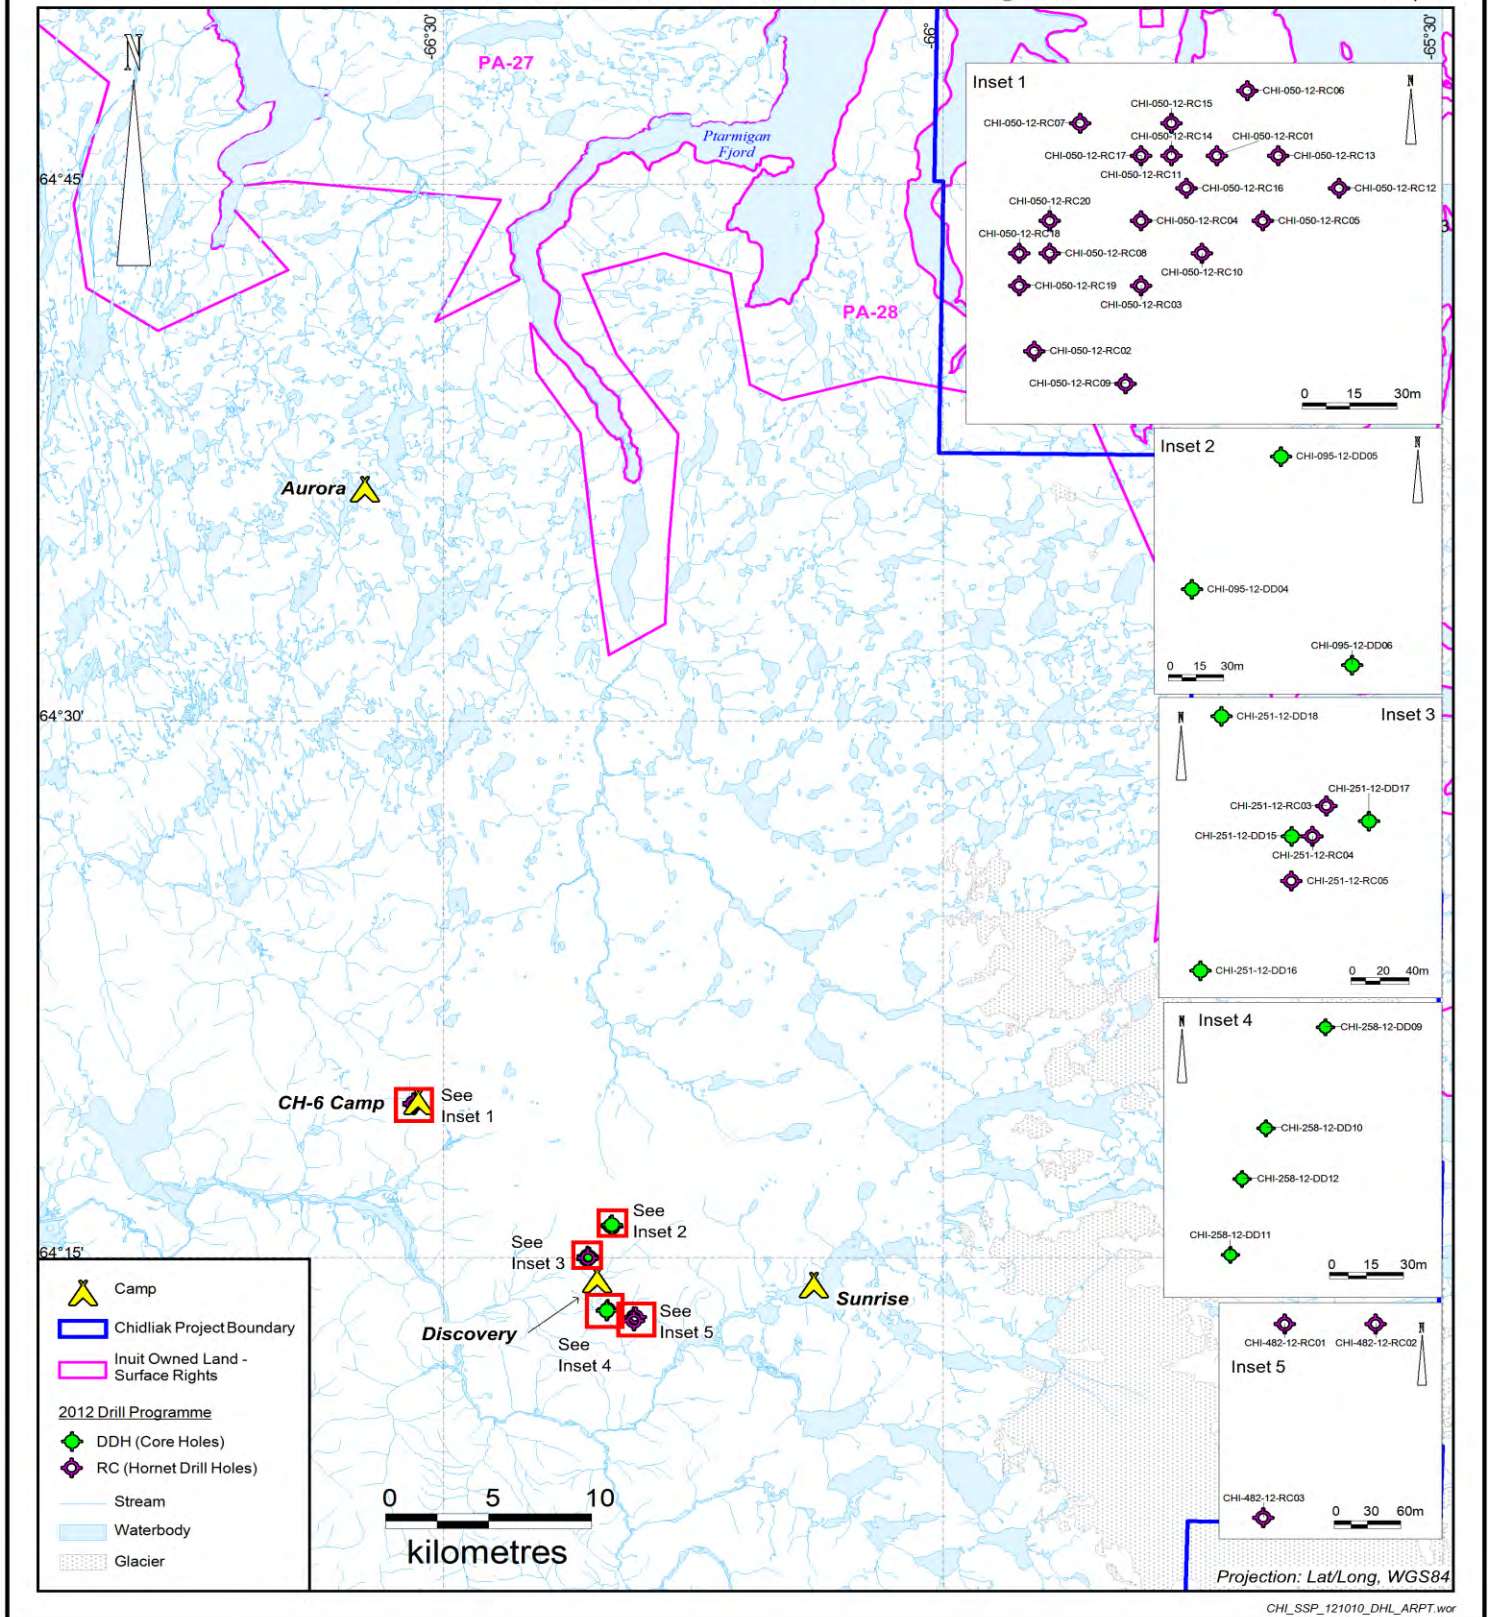 -66°30'
-66°
-65°30'
N
PA-27
Ptarmigan
Fjord
64°45'
PA-28
Inset 1
N
CHI-050-12-RC06
CHI-050-12-RC15
CHI-050-12-RC07
CHI-050-12-RC14
CHI-050-12-RC01
CHI-050-12-RC17
CHI-050-12-RC13
CHI-050-12-RC11
CHI-050-12-RC16
CHI-050-12-RC12
CHI-050-12-RC20
CHI-050-12-RC04
CHI-050-12-RC05
CHI-050-12-RC18
CHI-050-12-RC08
CHI-050-12-RC10
CHI-050-12-RC19
CHI-050-12-RC03
CHI-050-12-RC02
CHI-050-12-RC09
0 15 30m
Inset 2
N
CHI-095-12-DD05
CHI-095-12-DD04
CHI-095-12-DD06
0 15 30m
Aurora
64°30'
Inset 3
N
CHI-251-12-DD18
CHI-251-12-DD17
CHI-251-12-RC03
CHI-251-12-DD15
CHI-251-12-RC04
CHI-251-12-RC05
CHI-251-12-DD16
0 20 40m
Inset 4
N
CHI-258-12-DD09
CHI-258-12-DD10
CHI-258-12-DD12
CHI-258-12-DD11
0 15 30m
CH-6 Camp
See
Inset 1
See
Inset 2
See
Inset 3
64°15'
Sunrise
Discovery
See
Inset 4
See
Inset 5
CHI-482-12-RC01
CHI-482-12-RC02
N
Inset 5
CHI-482-12-RC03
0 30 60m
Camp
Chidliak Project Boundary
Inuit Owned Land -
Surface Rights
2012 Drill Programme
DDH (Core Holes)
RC (Hornet Drill Holes)
Stream
Waterbody
Glacier
0 5 10
kilometres
Projection: Lat/Long, WGS84
CHI_SSP_121010_DHL_ARPT.wor